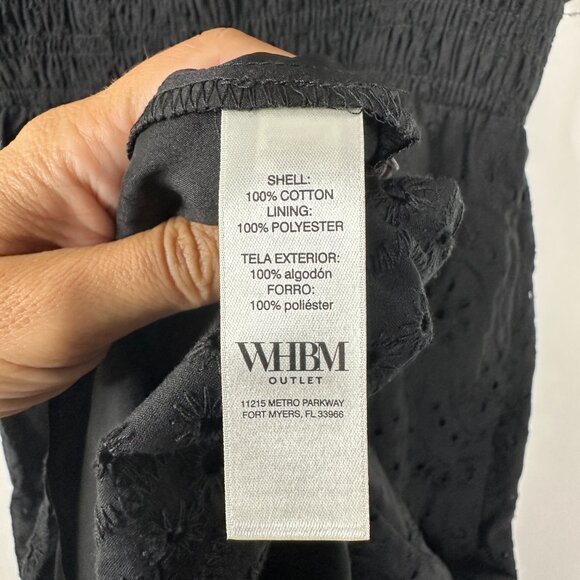 SHELL:
100% COTTON
LINING:
100% POLYESTER
TELA EXTERIOR:
100% algodón
FORRO:
100% poliéster
WHBM
OUTLET
11215 METRO PARKWAY
FORT MYERS, FL 33966